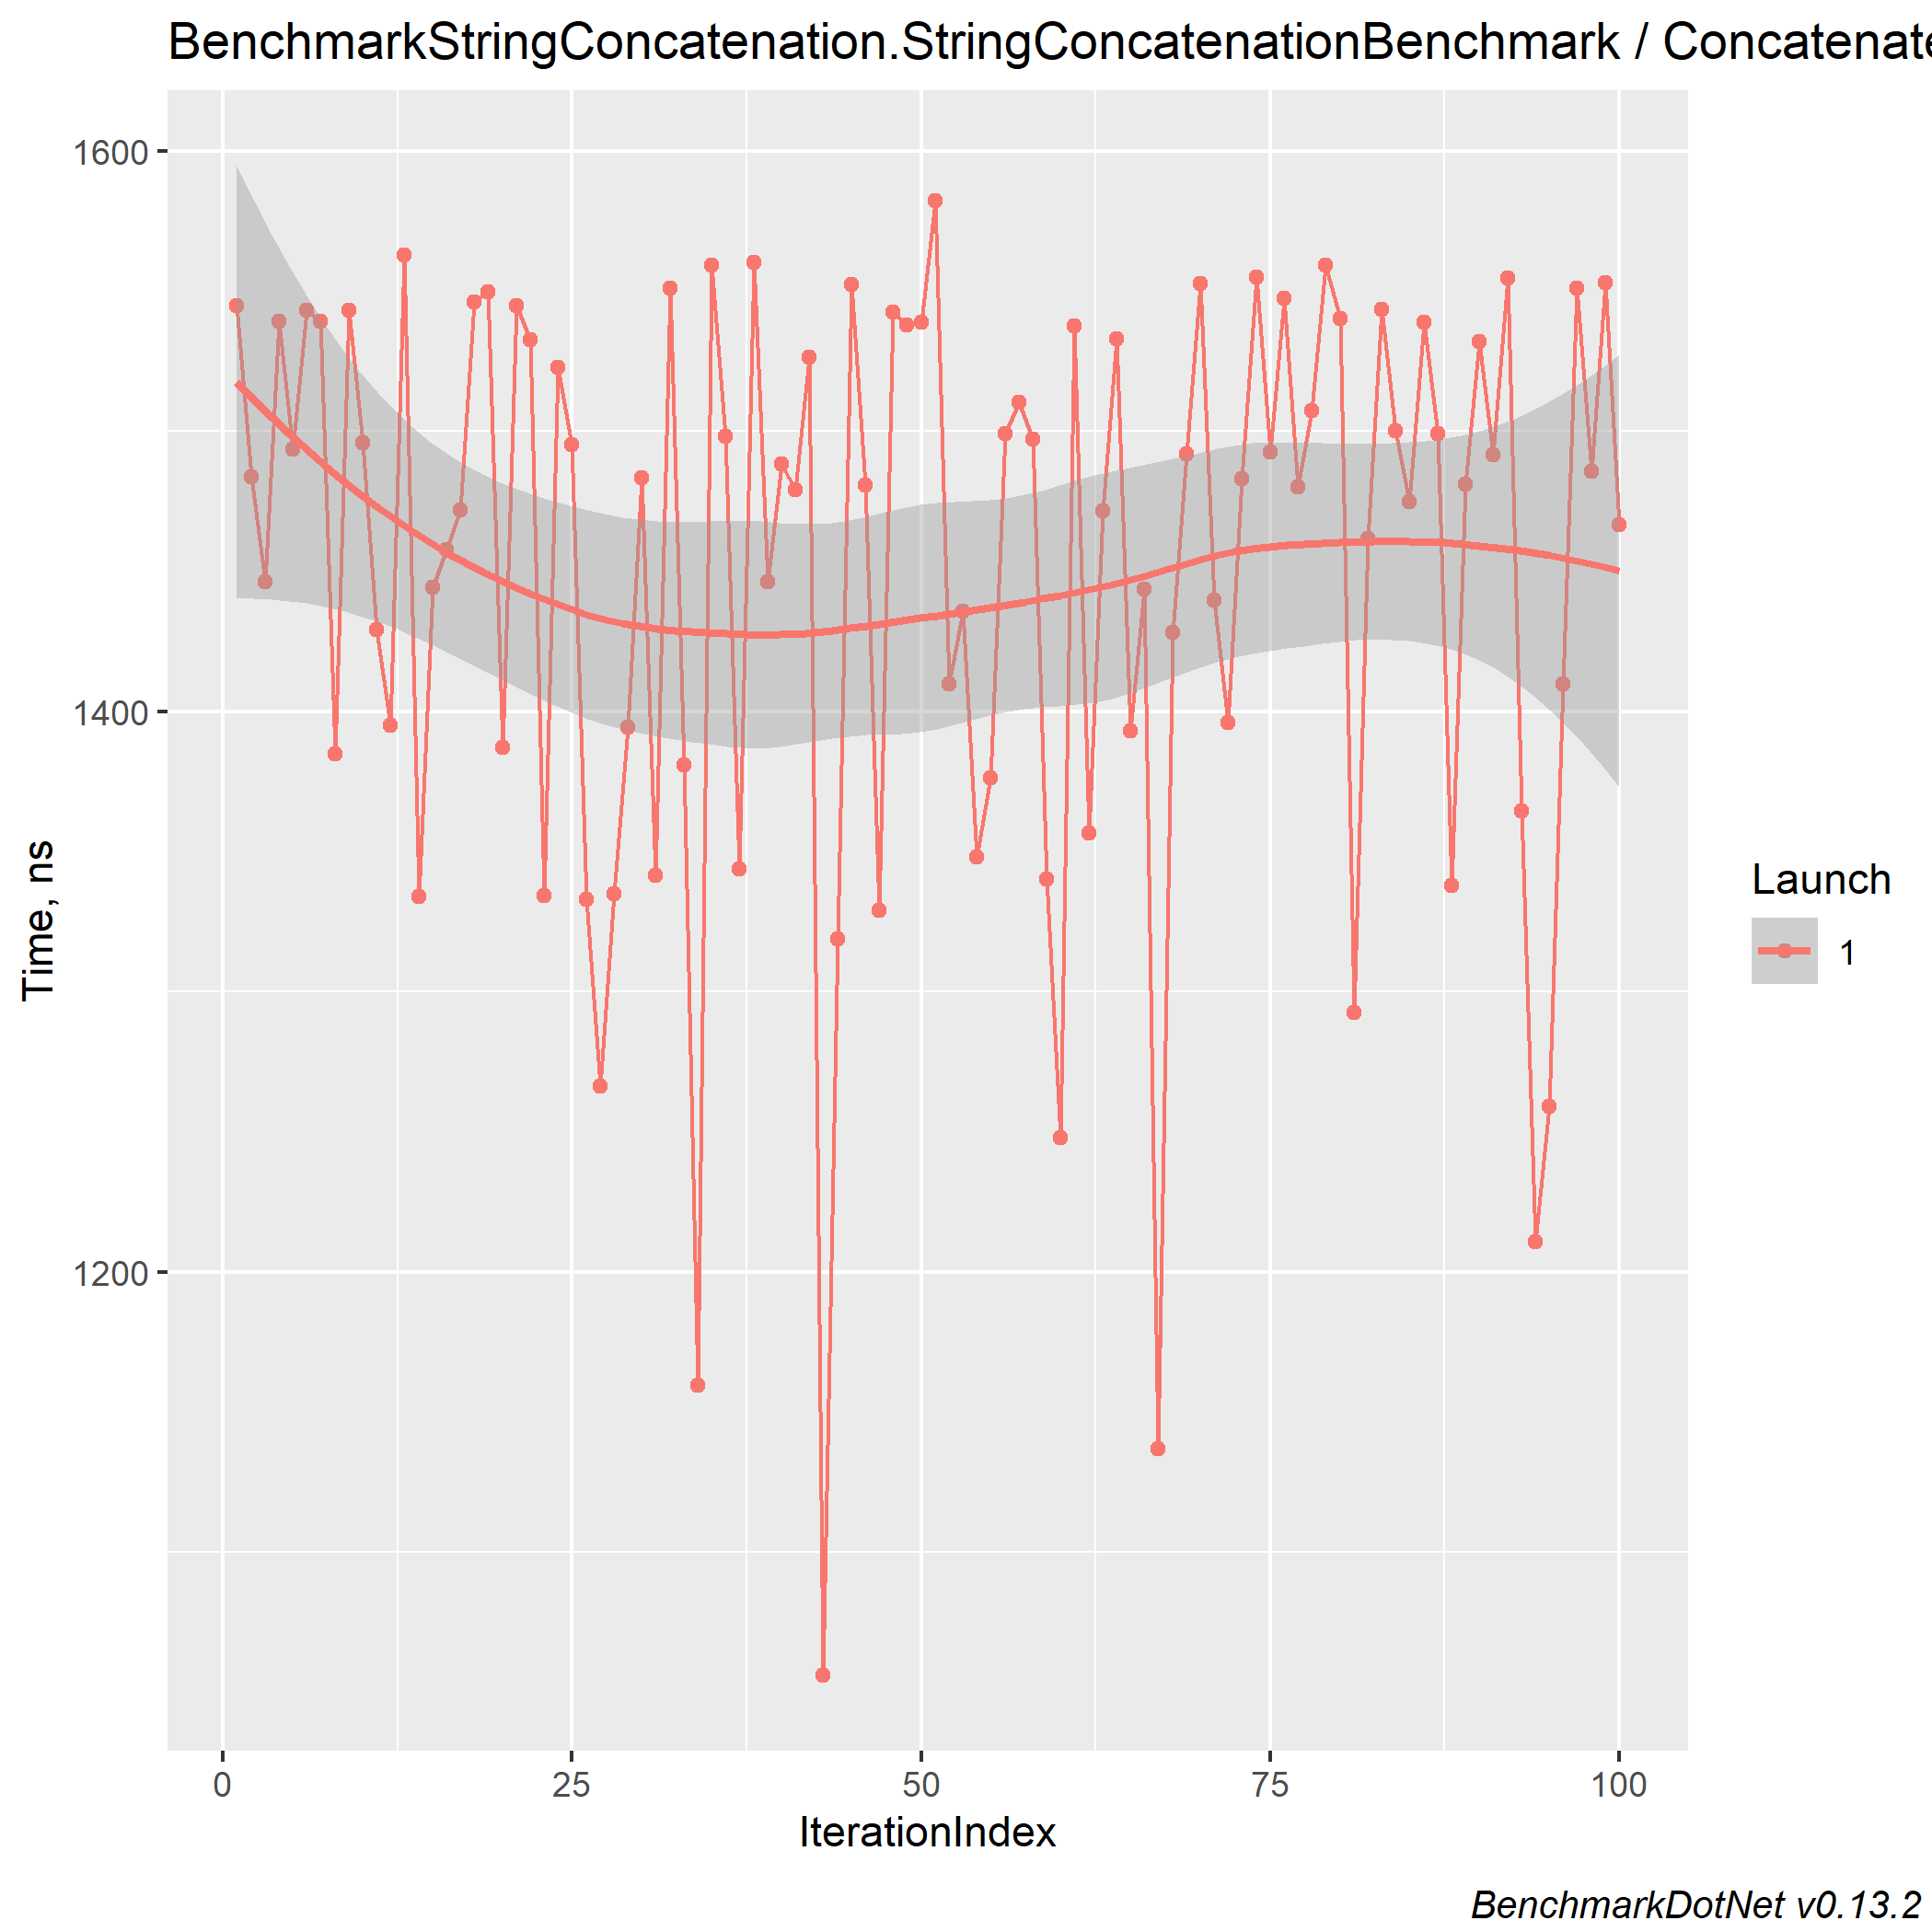 BenchmarkStringConcatenation.StringConcatenationBenchmark / Concatenate
1600
1400
1200
Time, ns
0 25 50 75 100
IterationIndex
Launch
1
BenchmarkDotNet v0.13.2